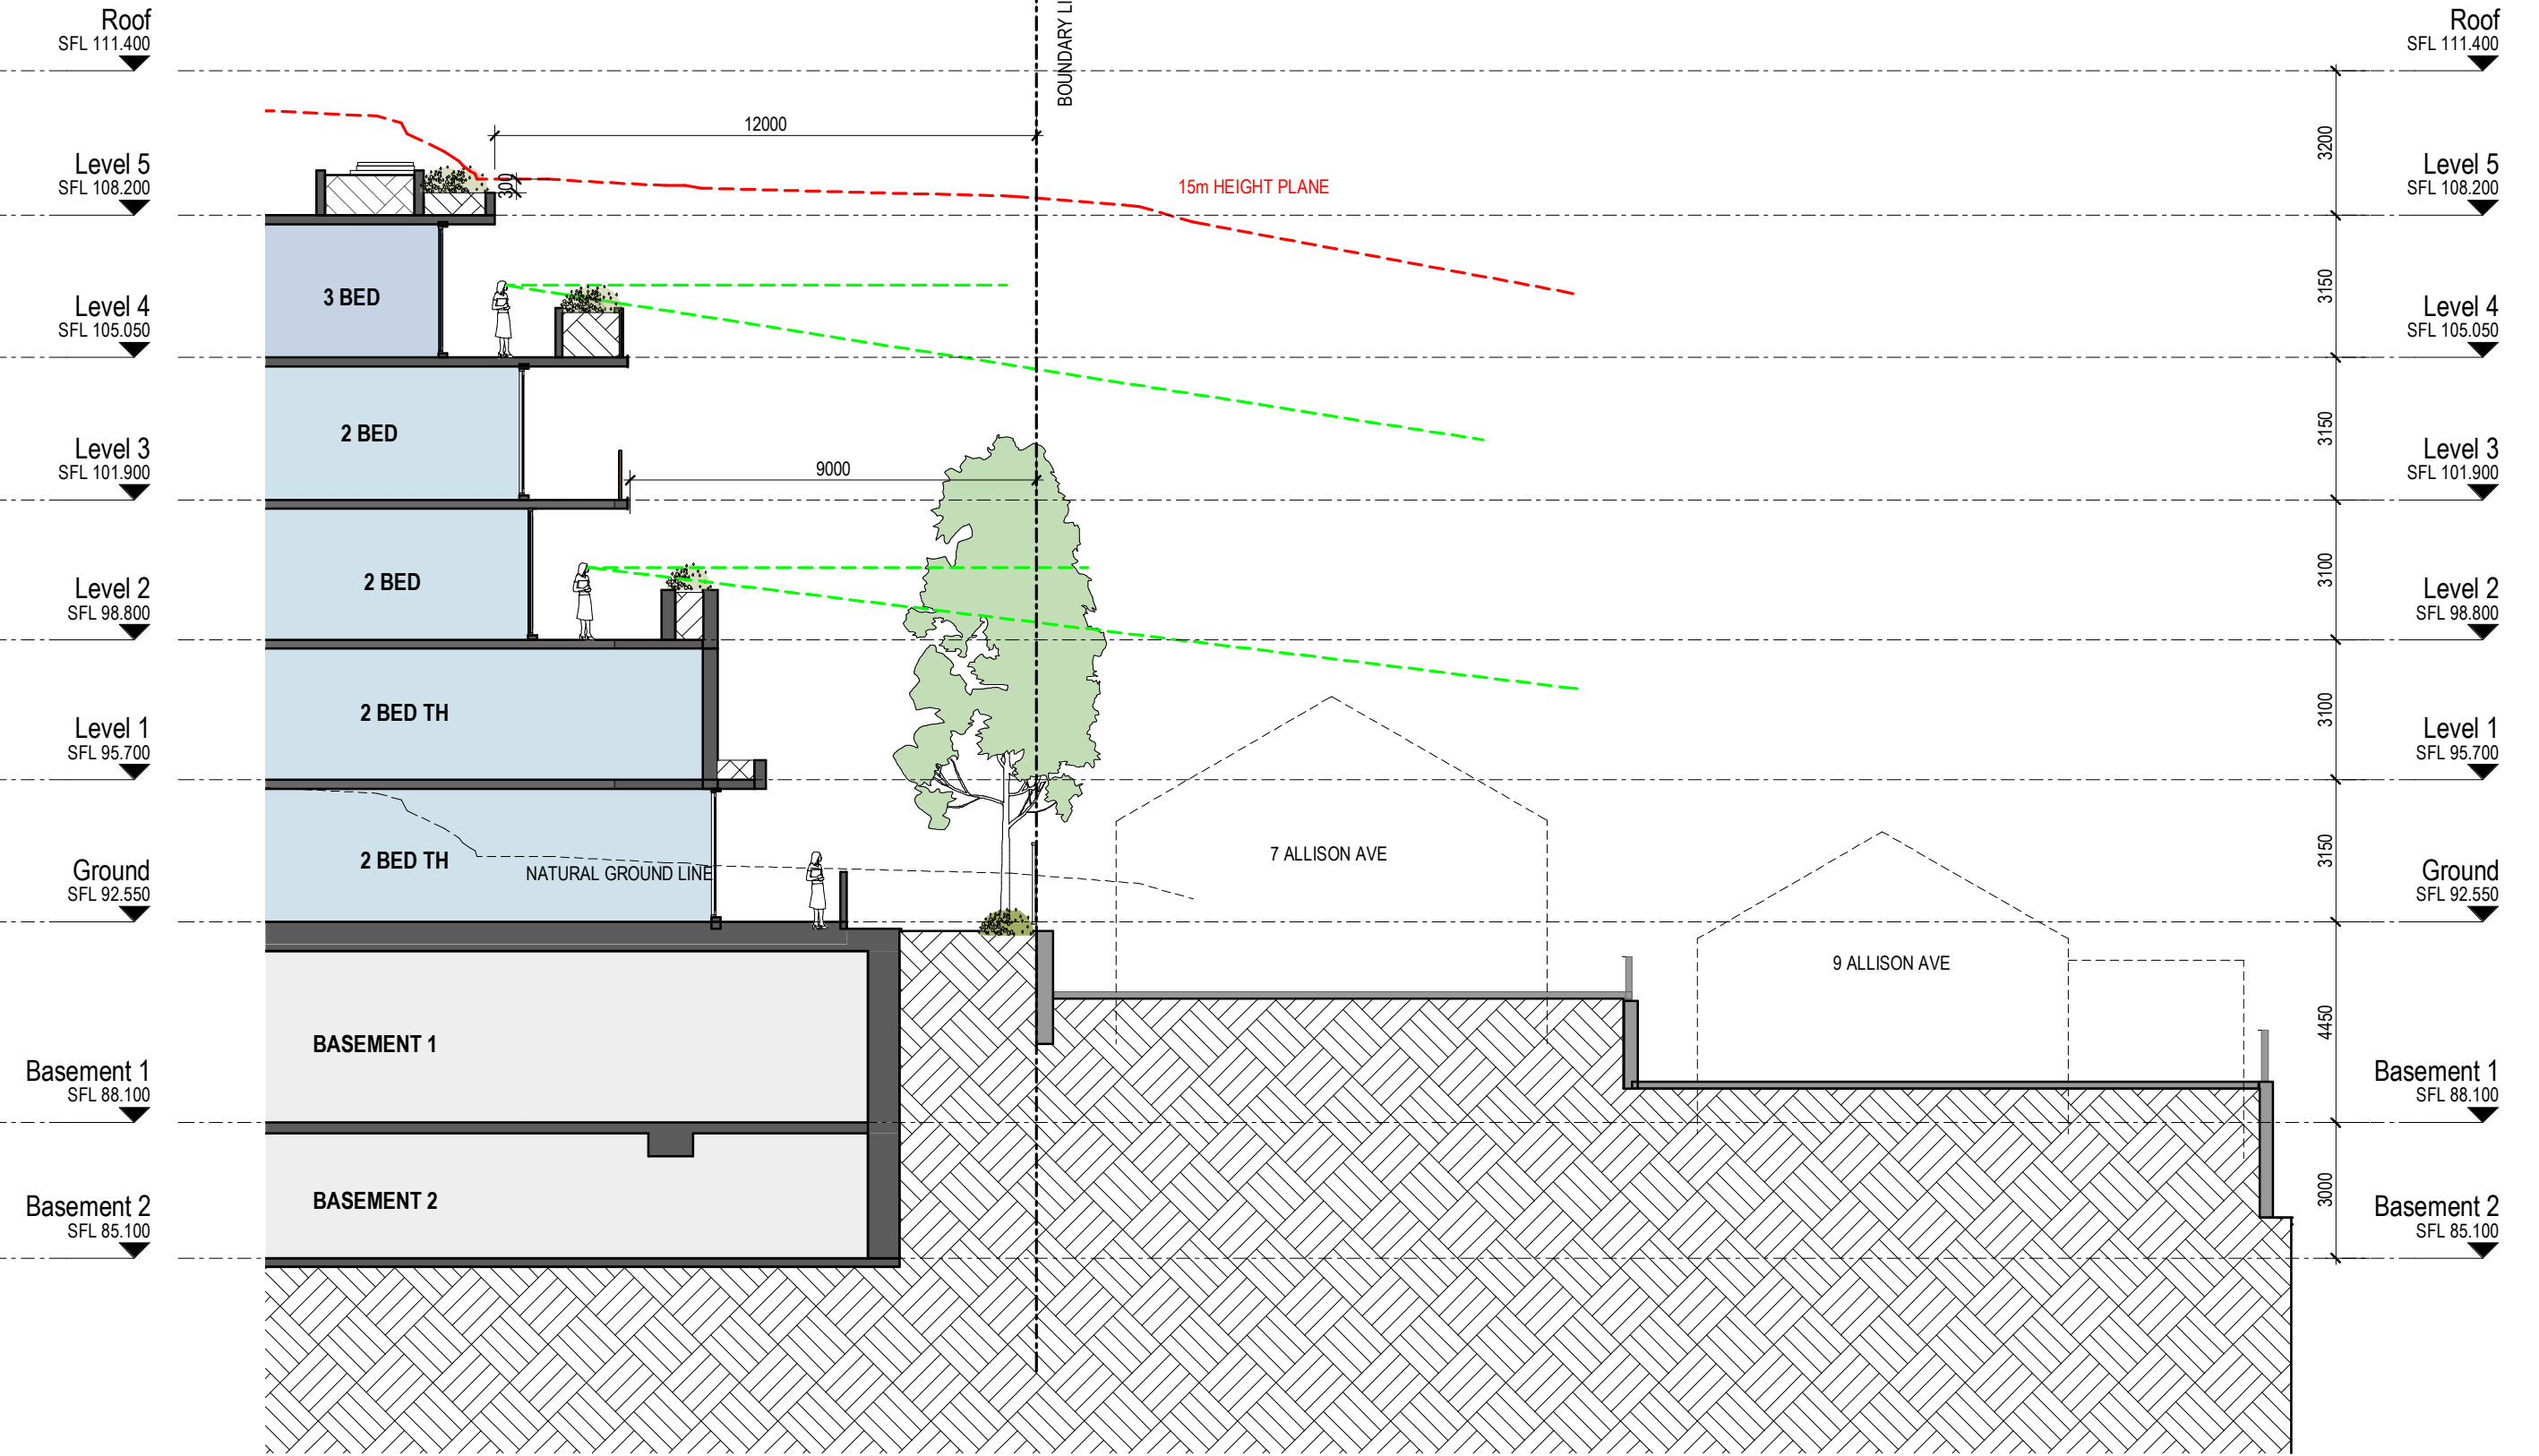 Roof
SFL 111.400
Level 5
SFL 108.200
Level 4
SFL 105.050
Level 3
SFL 101.900
Level 2
SFL 98.800
Level 1
SFL 95.700
Ground
SFL 92.550
Basement 1
SFL 88.100
Basement 2
SFL 85.100
BOUNDARY LI
12000
300
15m HEIGHT PLANE
3 BED
2 BED
9000
2 BED
2 BED TH
2 BED TH
NATURAL GROUND LINE
7 ALLISON AVE
9 ALLISON AVE
BASEMENT 1
BASEMENT 2
3200
3150
3150
3100
3100
3150
4450
3000
Roof
SFL 111.400
Level 5
SFL 108.200
Level 4
SFL 105.050
Level 3
SFL 101.900
Level 2
SFL 98.800
Level 1
SFL 95.700
Ground
SFL 92.550
Basement 1
SFL 88.100
Basement 2
SFL 85.100